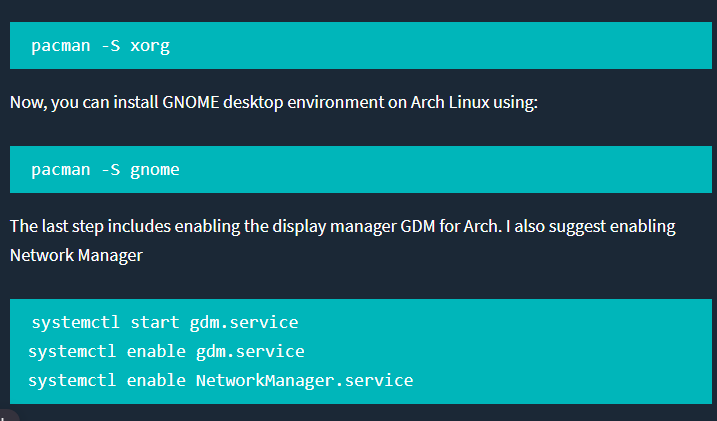 pacman -S xorg
Now, you can install GNOME desktop environment on Arch Linux using:
pacman -S gnome
The last step includes enabling the display manager GDM for Arch. I also suggest enabling
Network Manager
systemctl start gdm.service
systemctl enable gdm.service
systemctl enable NetworkManager.service